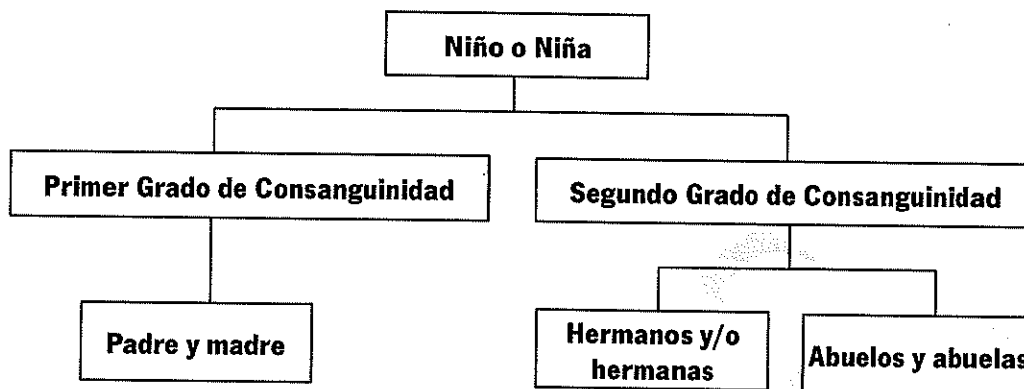 Niño o Niña
Primer Grado de Consanguinidad
Segundo Grado de Consanguinidad
Padre y madre
Hermanos y/o
hermanas
Abuelos y abuelas